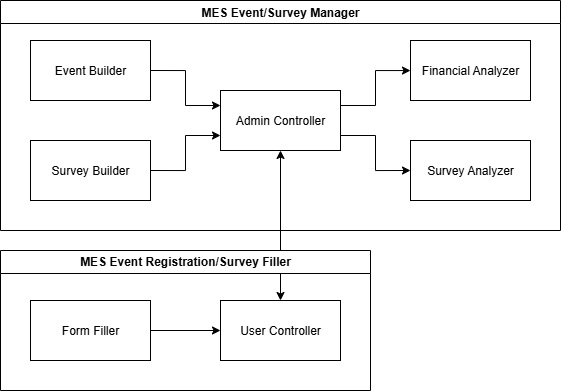 MES Event/Survey Manager
Event Builder
Financial Analyzer
Admin Controller
Survey Builder
Survey Analyzer
MES Event Registration/Survey Filler
Form Filler
User Controller